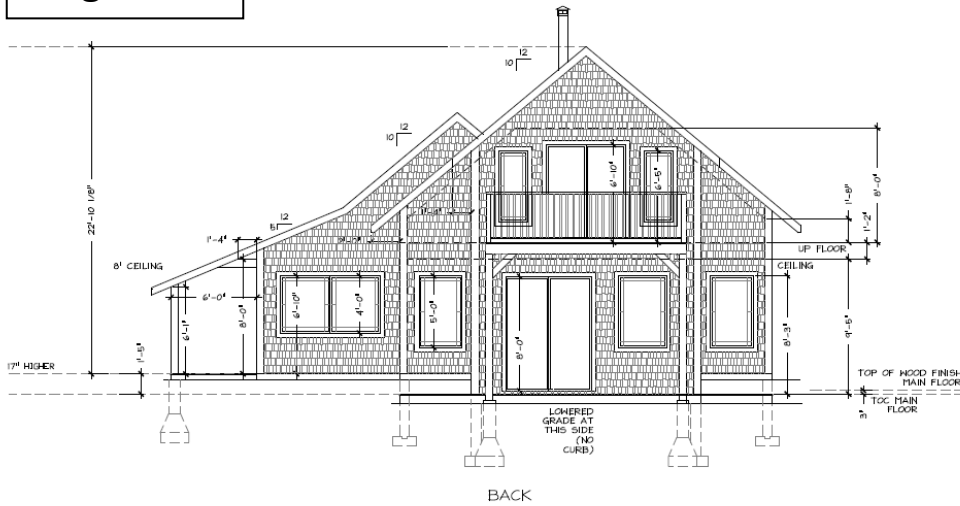 12
10
12
10
22'-10 1/8"
12
5
1'-4"
8' CEILING
6'-0"
6'-1"
8'-0"
6'-10"
4'-0"
5'-0"
6'-10"
6'-5"
1'-8"
8'-0"
1'-2"
UP FLOOR
CEILING
8'-0"
8'-3"
9'-5"
17" HIGHER
1'-5"
TOP OF WOOD FINISH
MAIN FLOOR
TOC MAIN
FLOOR
3"
LOWERED
GRADE AT
THIS SIDE
(NO
CURB)
BACK